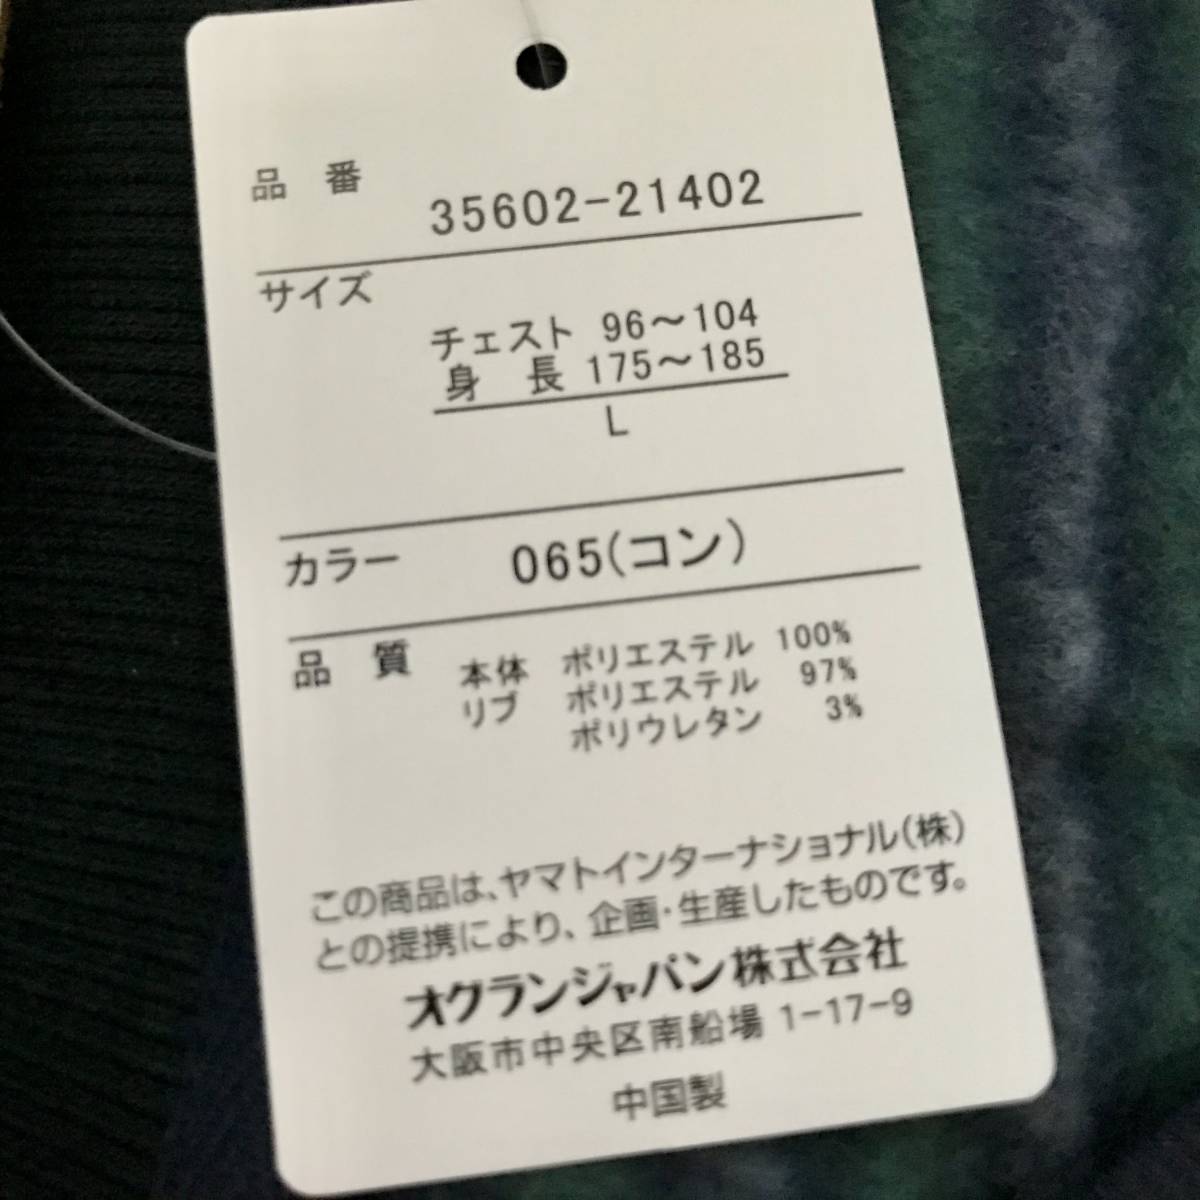 品 番 35602-21402
サイズ
チェスト 96〜104
身 長 175〜185
L
カラー 065(コン)
品 質 本体 ポリエステル 100%
リブ ポリエステル 97%
ポリウレタン 3%
この商品は、ヤマトインターナショナル(株)
との提携により、企画・生産したものです。
オグランジャパン株式会社
大阪市中央区南船場 1-17-9
中国製